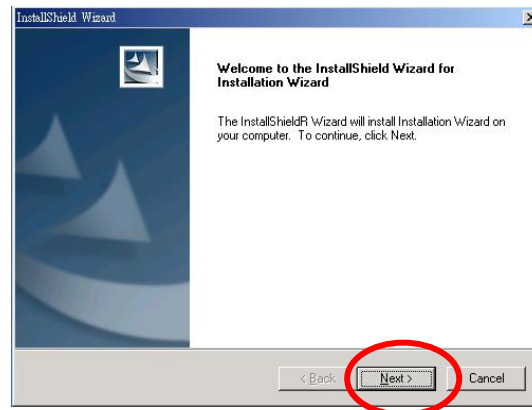 InstallShield Wizard
Welcome to the InstallShield Wizard for
Installation Wizard
The InstallShieldR Wizard will install Installation Wizard on
your computer.  To continue, click Next.
< Back
Next >
Cancel